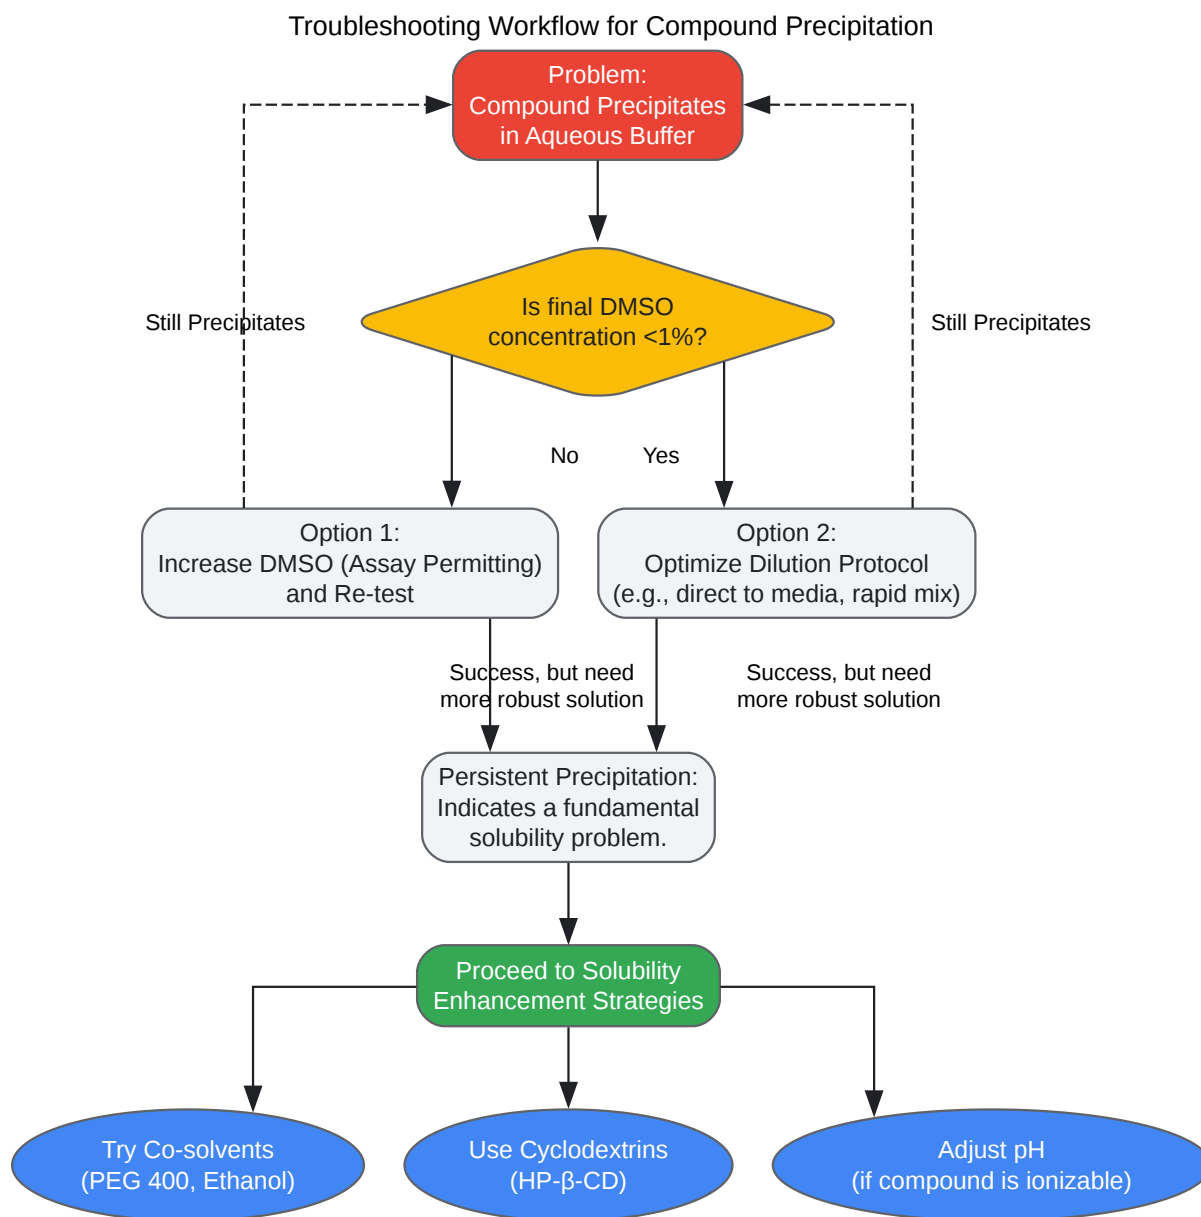 Troubleshooting Workflow for Compound Precipitation
Problem:
Compound Precipitates
in Aqueous Buffer
Is final DMSO
concentration <1%?
Still Precipitates
Still Precipitates
No
Yes
Option 1:
Increase DMSO (Assay Permitting)
and Re-test
Option 2:
Optimize Dilution Protocol
(e.g., direct to media, rapid mix)
Success, but need
more robust solution
Success, but need
more robust solution
Persistent Precipitation:
Indicates a fundamental
solubility problem.
Proceed to Solubility
Enhancement Strategies
Try Co-solvents
(PEG 400, Ethanol)
Use Cyclodextrins
(HP-β-CD)
Adjust pH
(if compound is ionizable)